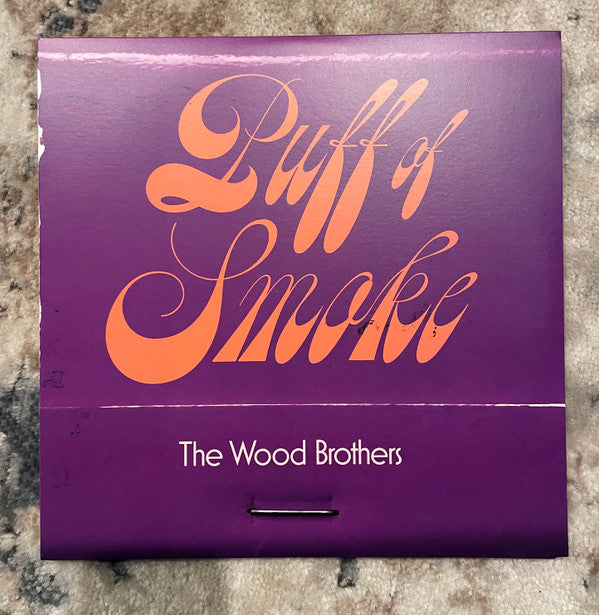 Puff of
Smoke
The Wood Brothers